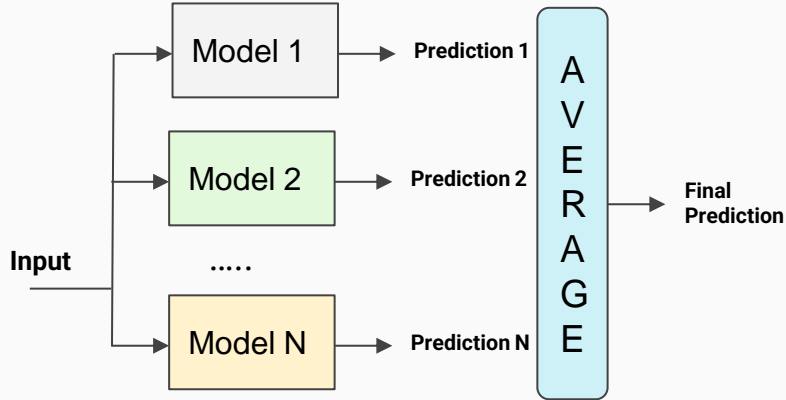 Model 1
Prediction 1
Model 2
Prediction 2
Input
.....
Model N
Prediction N
A
V
E
R
A
G
E
Final
Prediction